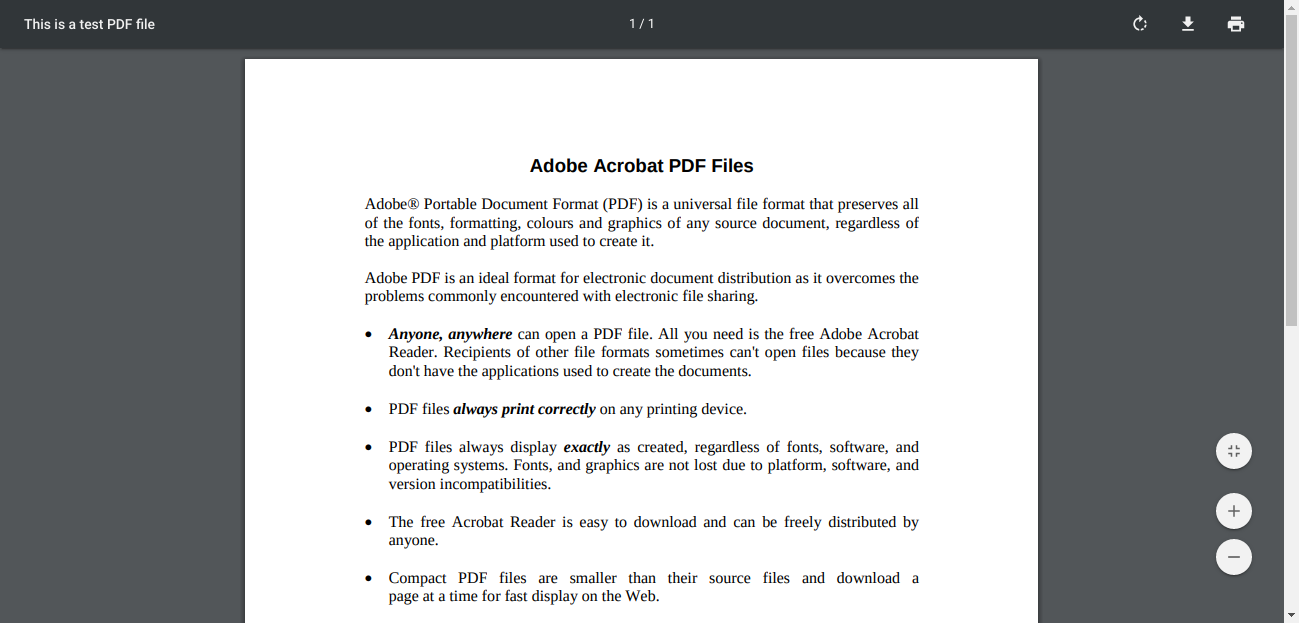 This is a test PDF file
1 / 1
Adobe Acrobat PDF Files
Adobe® Portable Document Format (PDF) is a universal file format that preserves all
of the fonts, formatting, colours and graphics of any source document, regardless of
the application and platform used to create it.
Adobe PDF is an ideal format for electronic document distribution as it overcomes the
problems commonly encountered with electronic file sharing.
• Anyone, anywhere can open a PDF file. All you need is the free Adobe Acrobat
Reader. Recipients of other file formats sometimes can't open files because they
don't have the applications used to create the documents.
• PDF files always print correctly on any printing device.
• PDF files always display exactly as created, regardless of fonts, software, and
operating systems. Fonts, and graphics are not lost due to platform, software, and
version incompatibilities.
• The free Acrobat Reader is easy to download and can be freely distributed by
anyone.
• Compact PDF files are smaller than their source files and download a
page at a time for fast display on the Web.